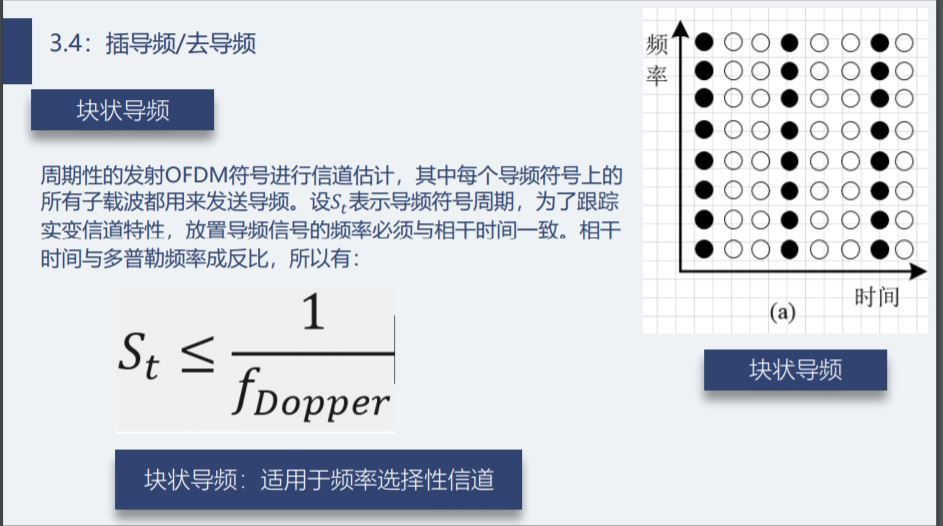 3.4：插导频/去导频
块状导频
周期性的发射OFDM符号进行信道估计，其中每个导频符号上的
所有子载波都用来发送导频。设S_t表示导频符号周期，为了跟踪
实变信道特性，放置导频信号的频率必须与相干时间一致。相干
时间与多普勒频率成反比，所以有：
S_t ≤ 1 / f_Dopper
块状导频：适用于频率选择性信道
频率
时间
(a)
块状导频